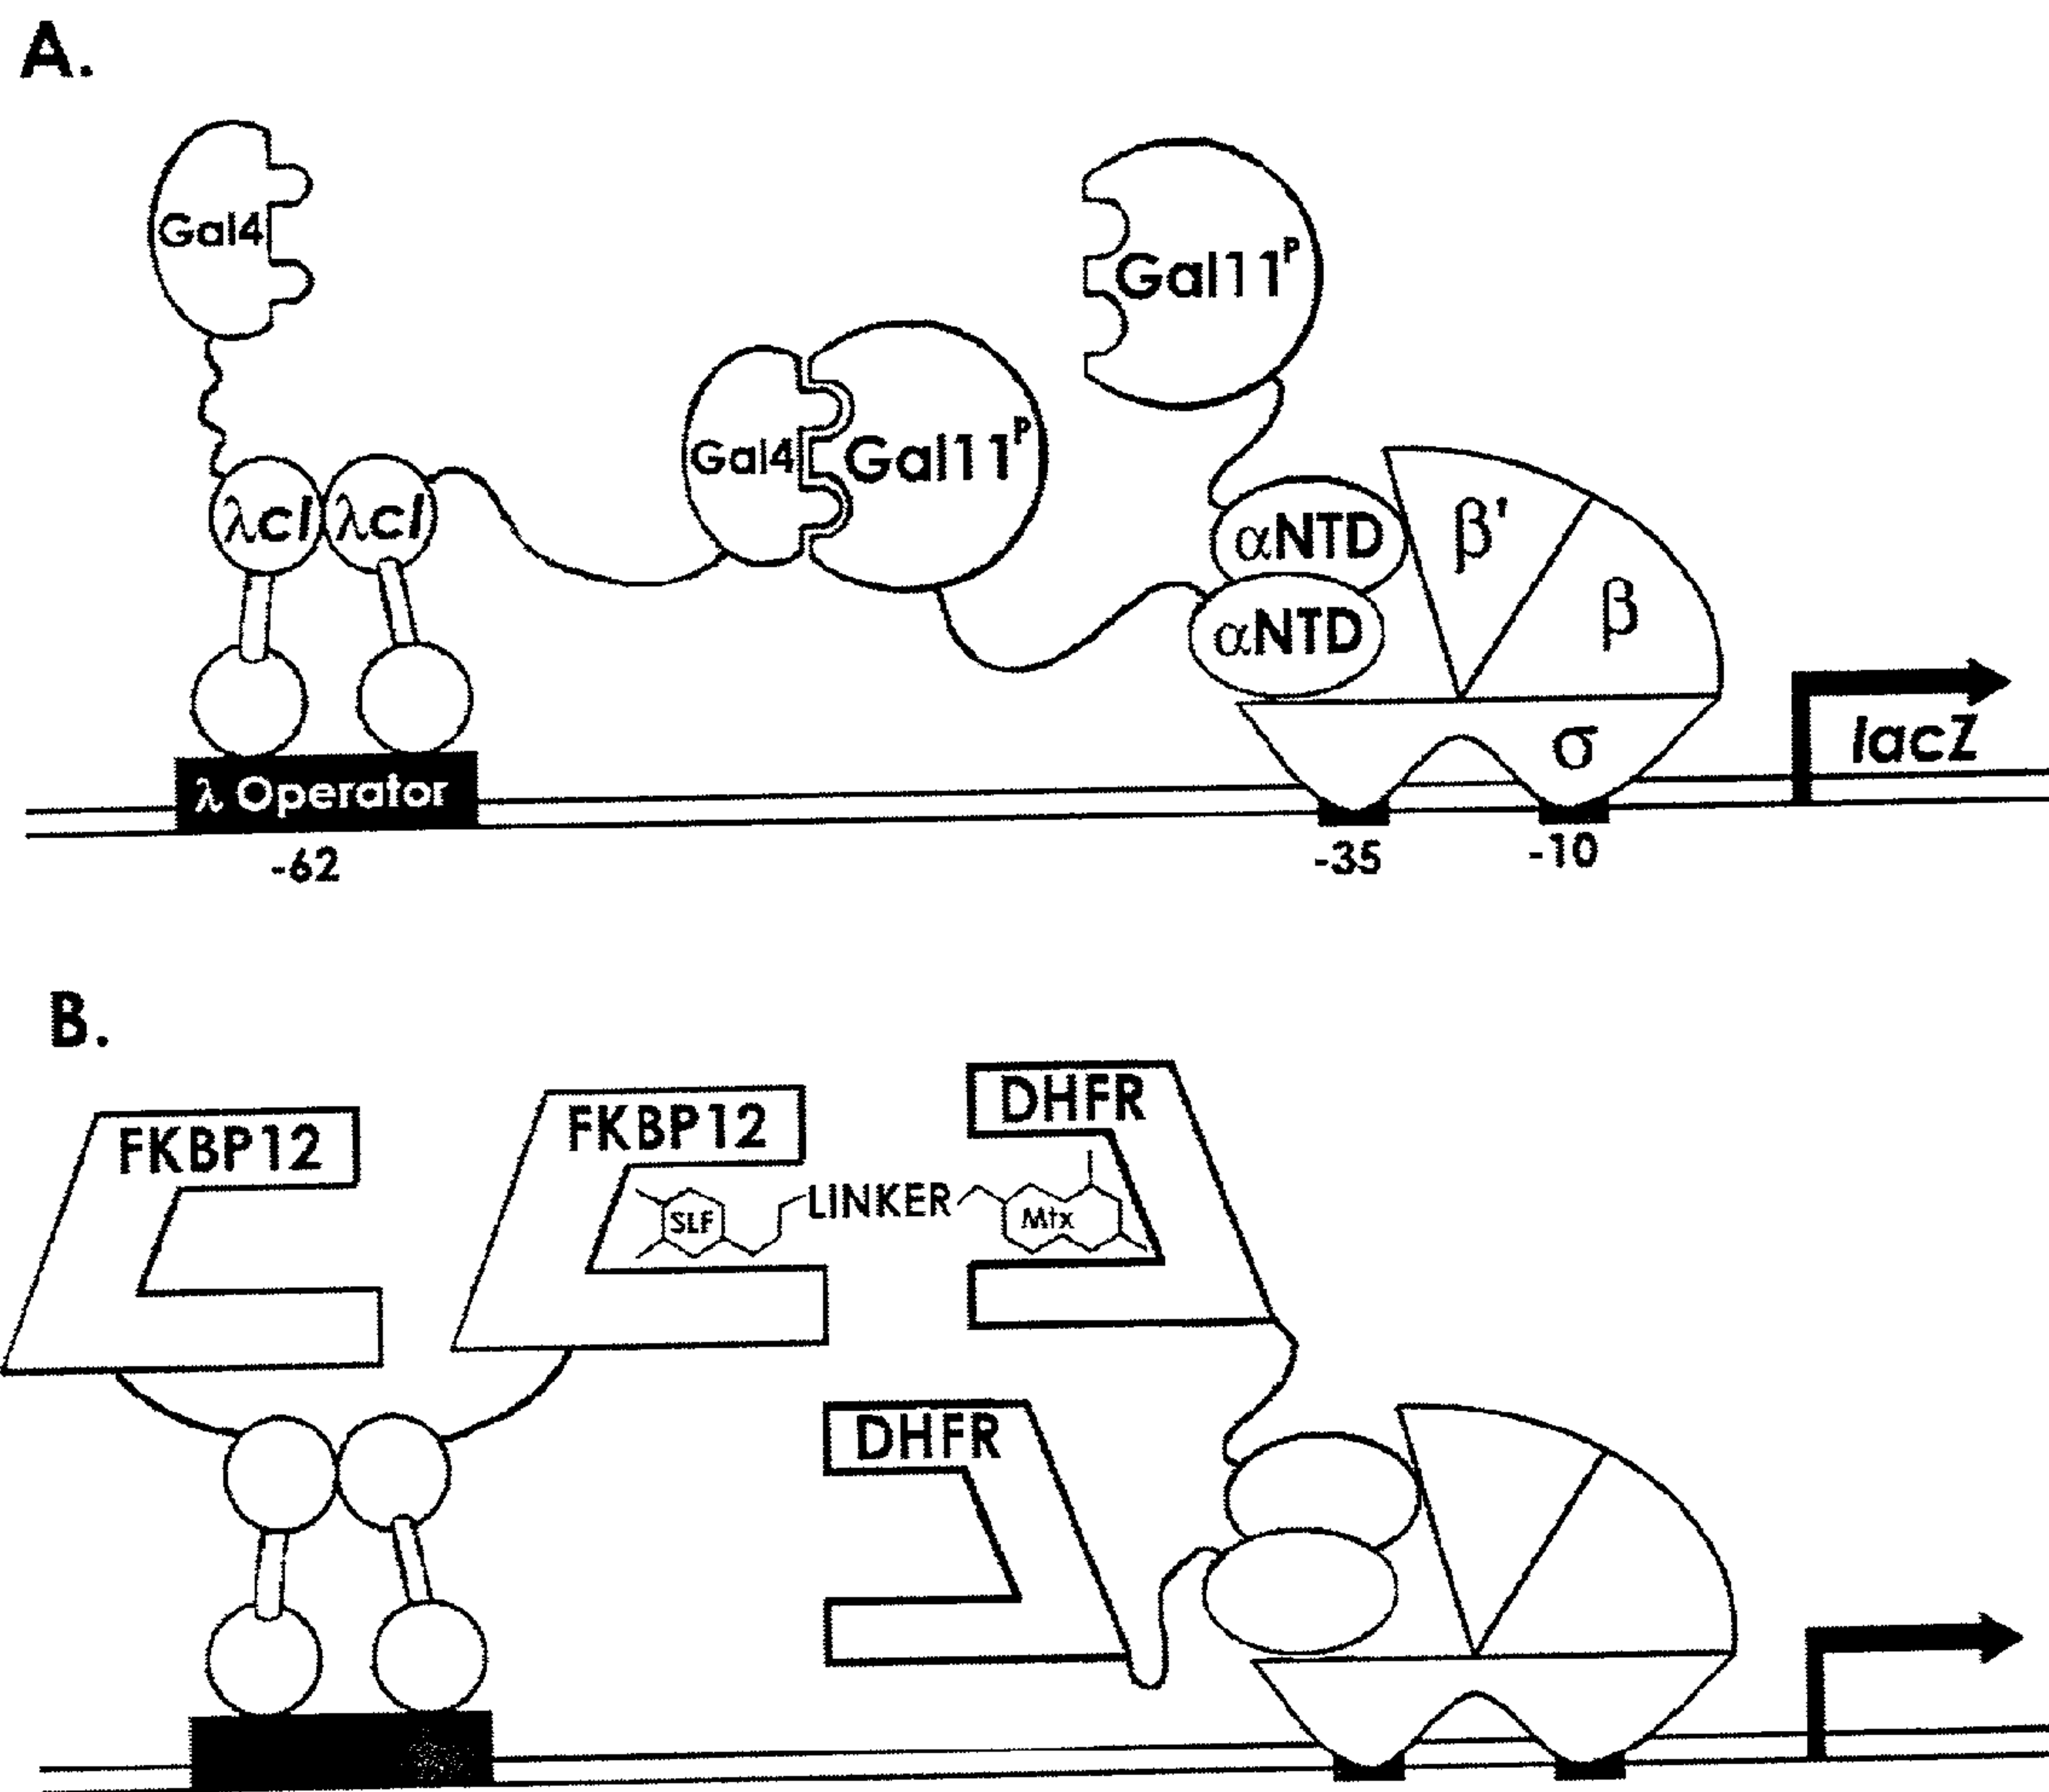 A.
Gal4
Gal11P
Gal4
Gal11P
λcI
λcI
αNTD
αNTD
β'
β
σ
lacZ
λ Operator
-62
-35
-10
B.
FKBP12
FKBP12
DHFR
SLF
LINKER
Mtx
DHFR